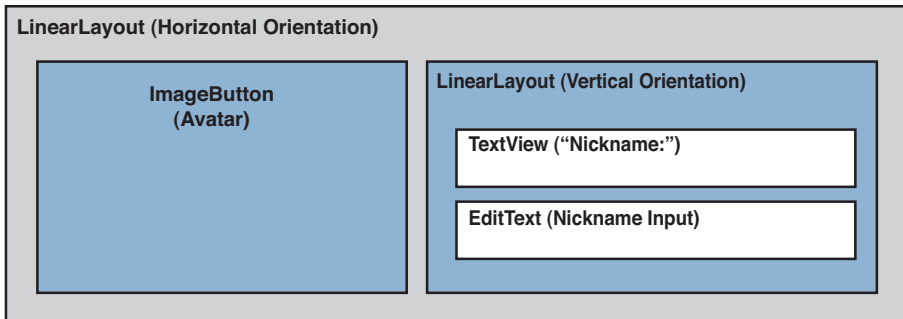 LinearLayout (Horizontal Orientation)
ImageButton
(Avatar)
LinearLayout (Vertical Orientation)
TextView (“Nickname:”)
EditText (Nickname Input)